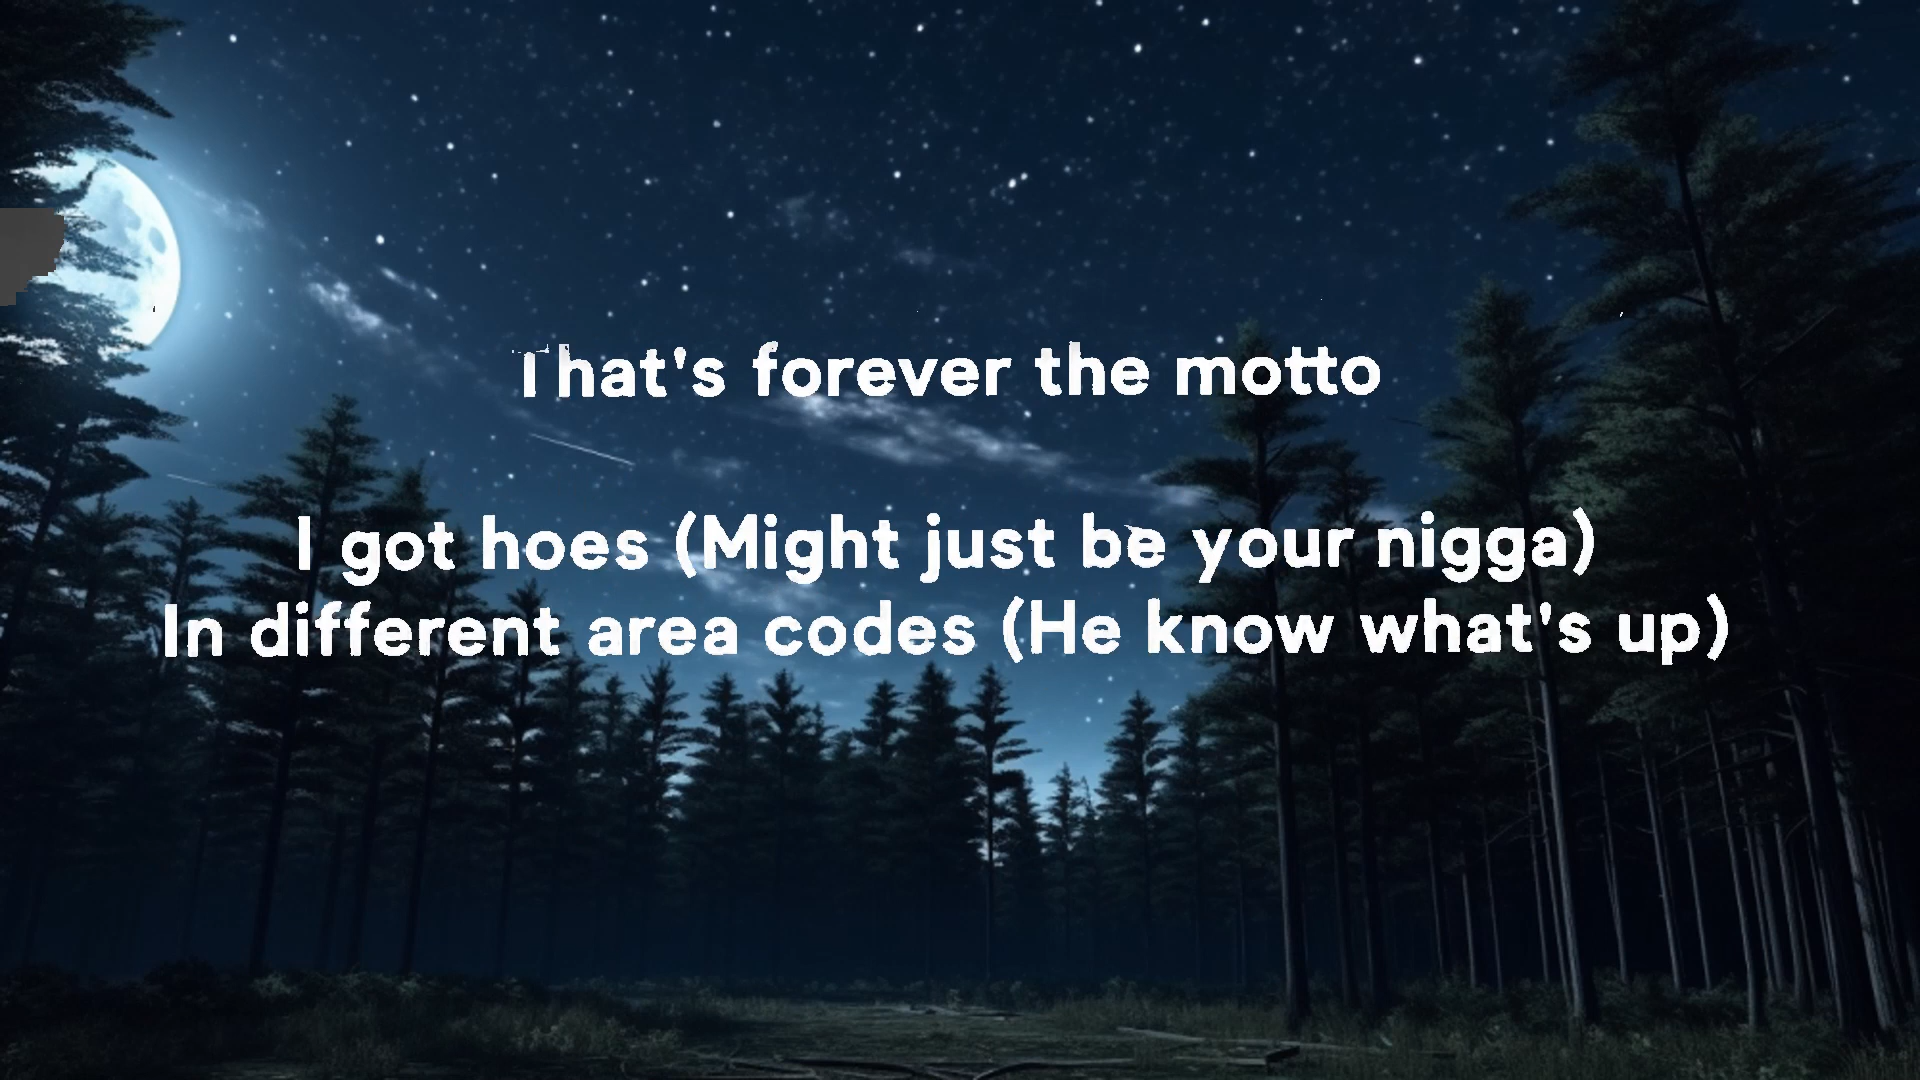 That's forever the motto
I got hoes (Might just be your nigga)
In different area codes (He know what's up)